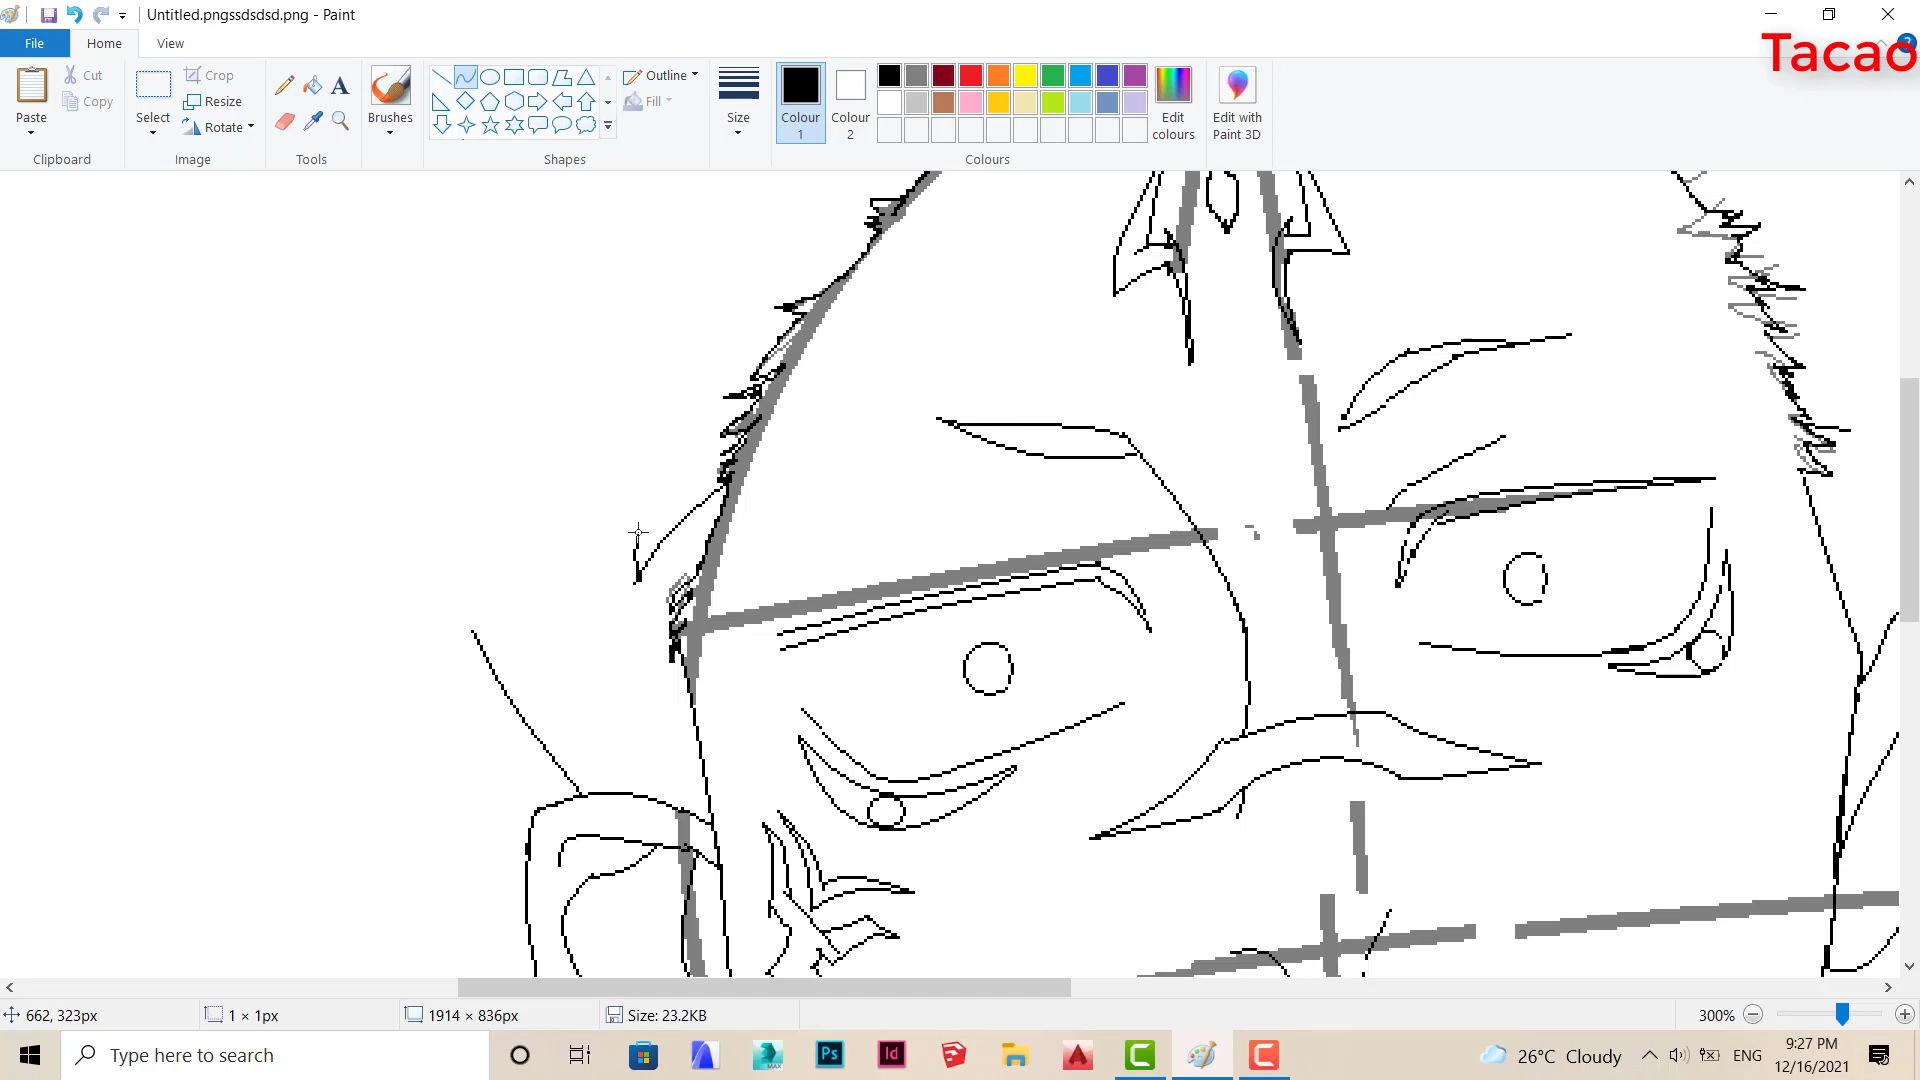 Untitled.pngssdsdsd.png - Paint
Tacao
File Home View
Paste
Cut
Copy
Clipboard
Select
Crop
Resize
Rotate
Image
A
Tools
Brushes
Outline
Fill
Shapes
Size
Colour
1
Colour
2
Edit
colours
Edit with
Paint 3D
Colours
662, 323px
1 × 1px
1914 × 836px
Size: 23.2KB
300%
Type here to search
MAX
Ps
Id
26°C Cloudy
ENG
9:27 PM
12/16/2021